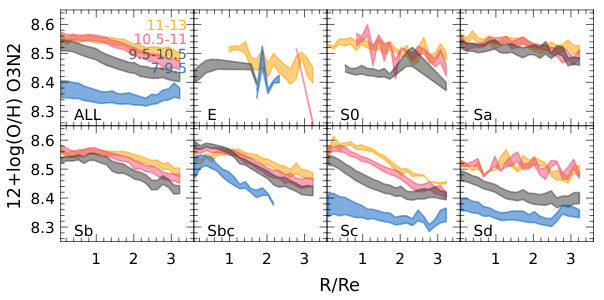 12+log(O/H) O3N2
8.6
8.5
8.4
8.3
11-13
10.5-11
9.5-10.5
7-9.5
ALL
E
S0
Sa
8.6
8.5
8.4
8.3
Sb
Sbc
Sc
Sd
1 2 3 1 2 3 1 2 3 1 2 3
R/Re